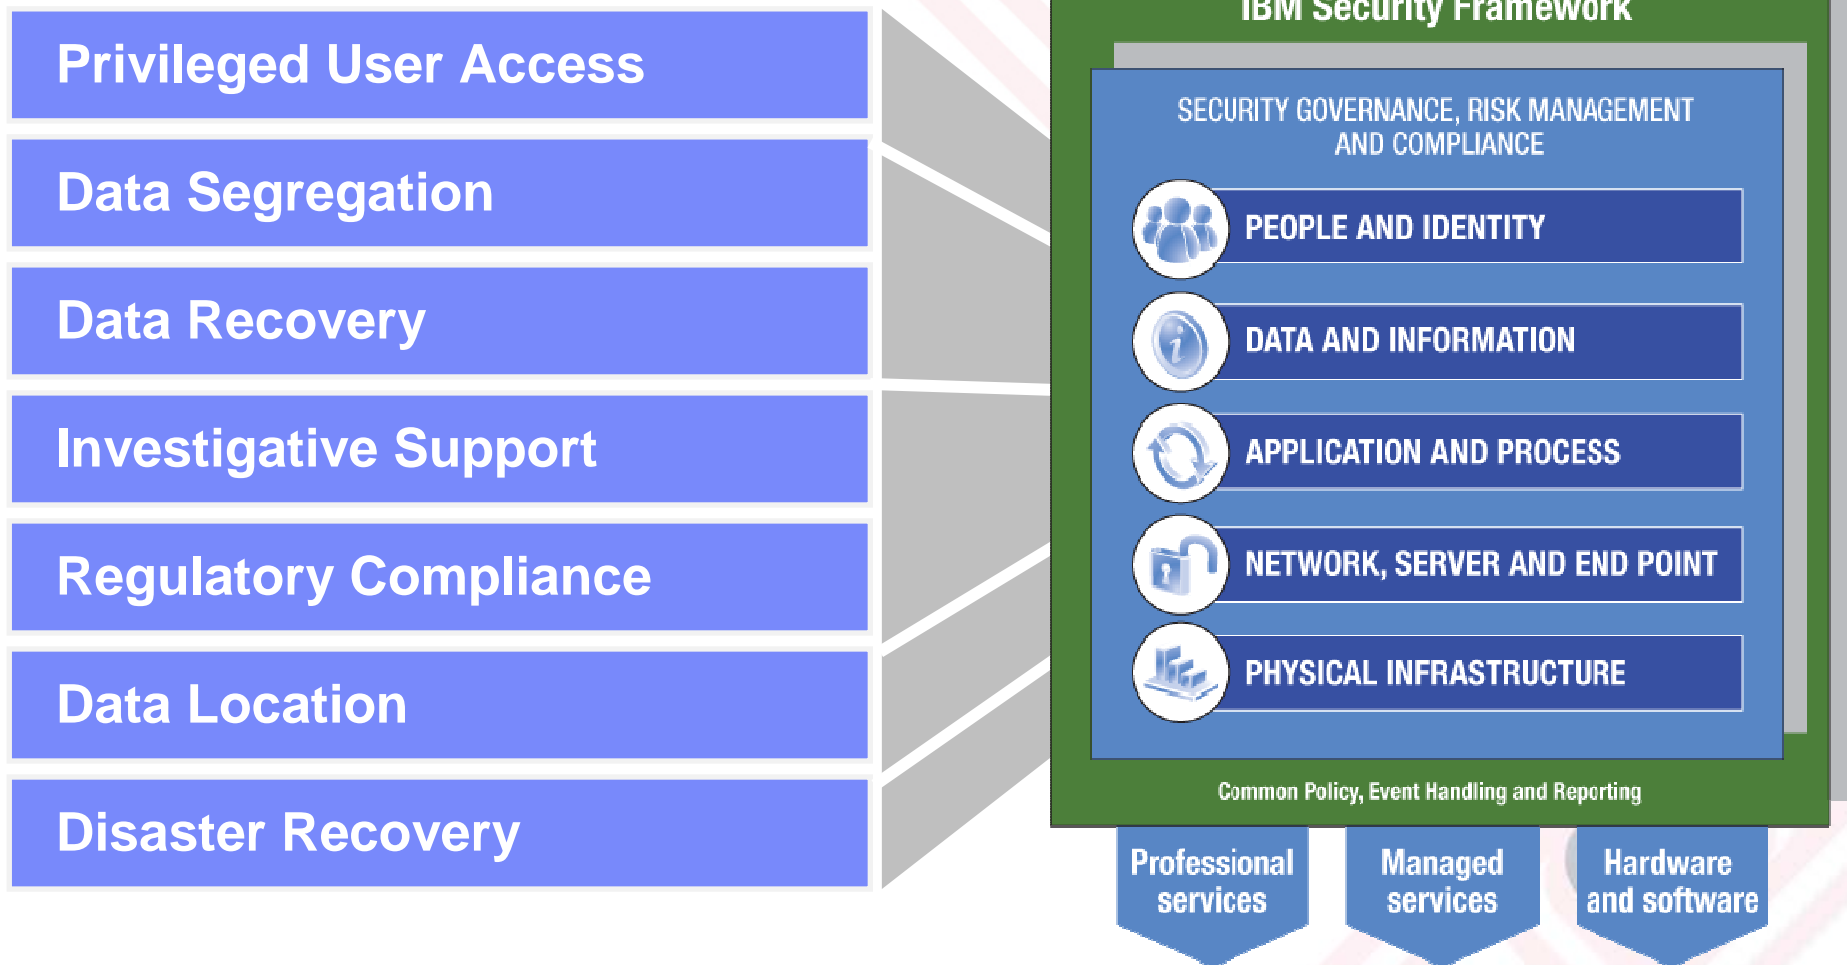 Privileged User Access
Data Segregation
Data Recovery
Investigative Support
Regulatory Compliance
Data Location
Disaster Recovery
IBM Security Framework
SECURITY GOVERNANCE, RISK MANAGEMENT
AND COMPLIANCE
PEOPLE AND IDENTITY
DATA AND INFORMATION
APPLICATION AND PROCESS
NETWORK, SERVER AND END POINT
PHYSICAL INFRASTRUCTURE
Common Policy, Event Handling and Reporting
Professional
services
Managed
services
Hardware
and software